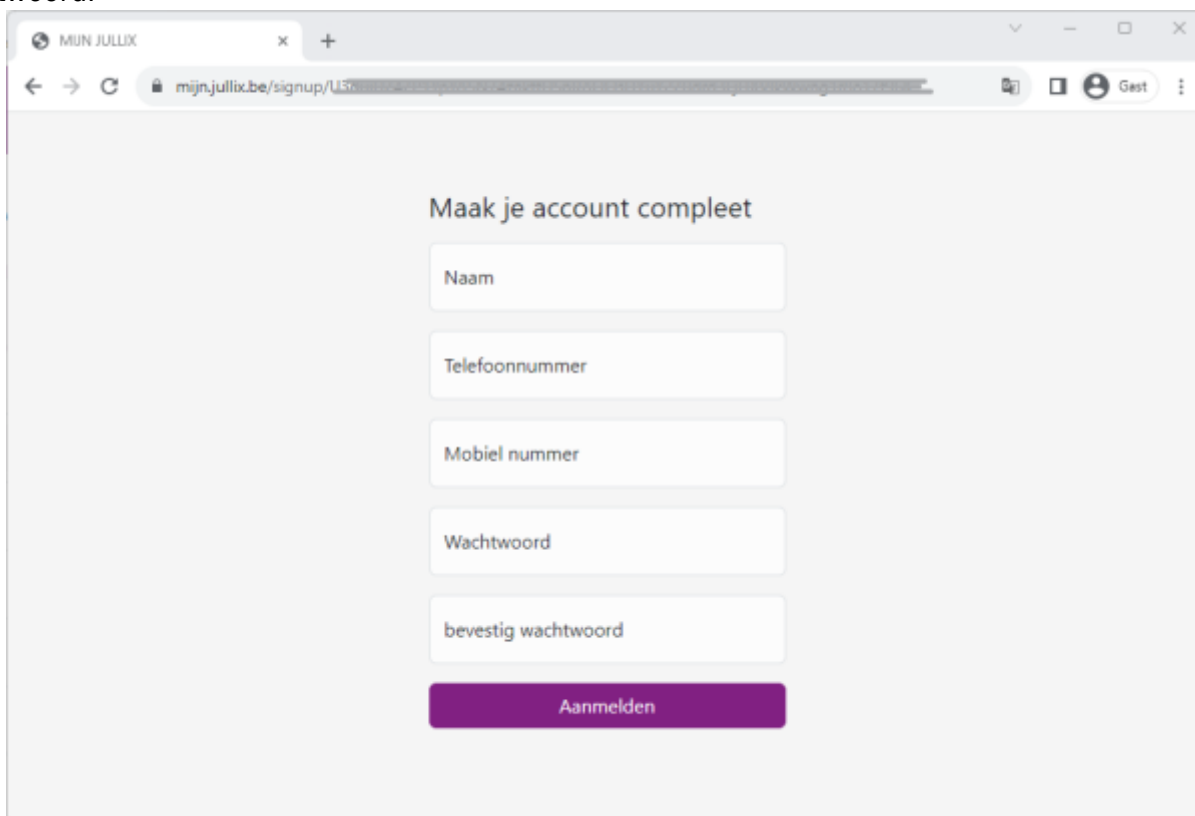 MIJN JULLIX
mijn.jullix.be/signup/
Gast
Maak je account compleet
Naam
Telefoonnummer
Mobiel nummer
Wachtwoord
bevestig wachtwoord
Aanmelden